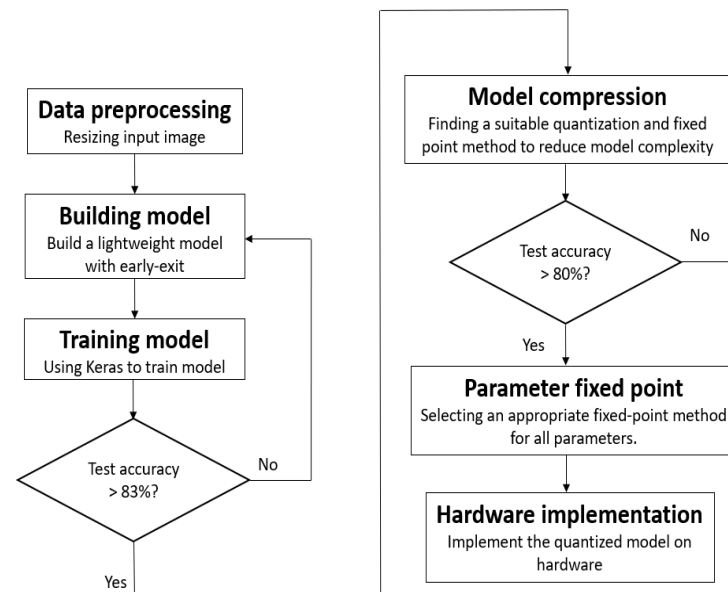 Data preprocessing
Resizing input image
Building model
Build a lightweight model
with early-exit
Training model
Using Keras to train model
Test accuracy
> 83%?
No
Yes
Model compression
Finding a suitable quantization and fixed
point method to reduce model complexity
Test accuracy
> 80%?
No
Yes
Parameter fixed point
Selecting an appropriate fixed-point method
for all parameters.
Hardware implementation
Implement the quantized model on
hardware